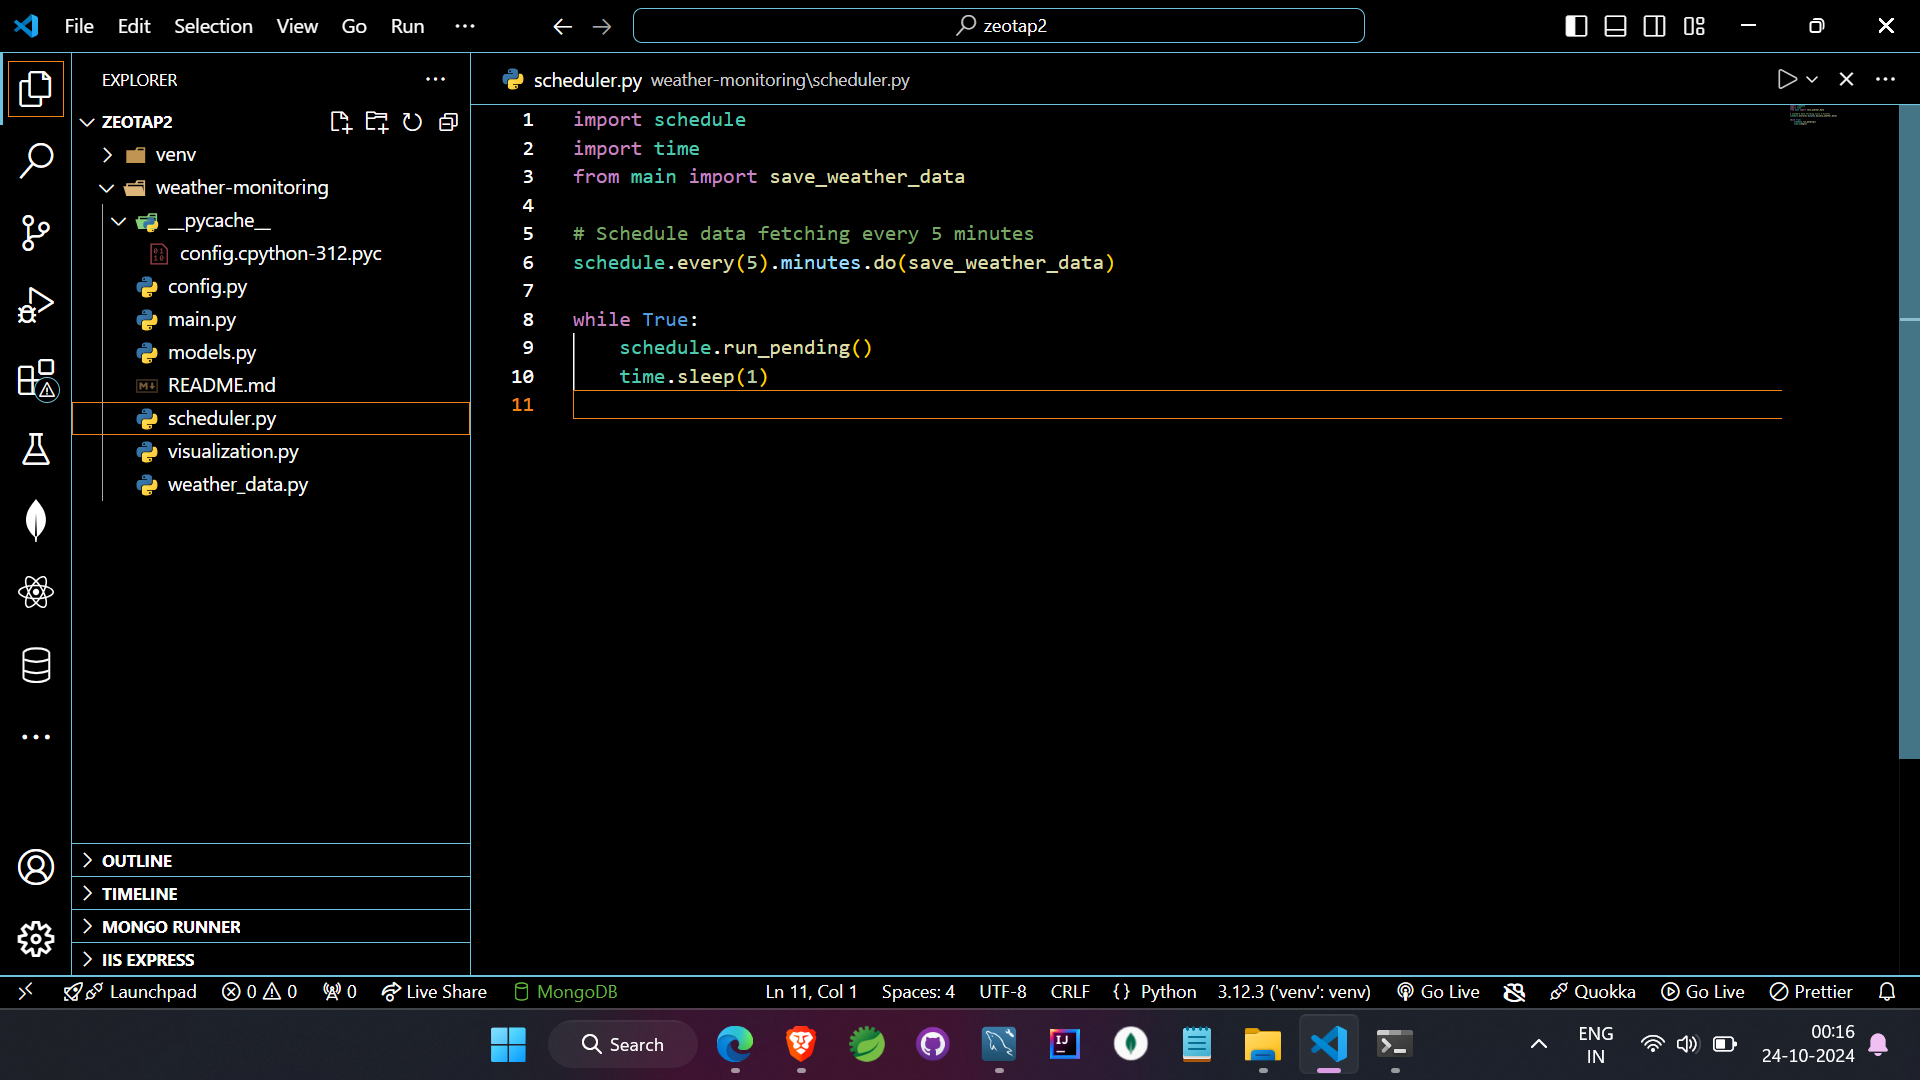 File Edit Selection View Go Run ···
zeotap2
EXPLORER ···
scheduler.py weather-monitoring\scheduler.py
ZEOTAP2
venv
weather-monitoring
__pycache__
config.cpython-312.pyc
config.py
main.py
models.py
README.md
scheduler.py
visualization.py
weather_data.py
OUTLINE
TIMELINE
MONGO RUNNER
IIS EXPRESS
1 import schedule
2 import time
3 from main import save_weather_data
4
5 # Schedule data fetching every 5 minutes
6 schedule.every(5).minutes.do(save_weather_data)
7
8 while True:
9     schedule.run_pending()
10     time.sleep(1)
11
Launchpad 0 0 0 Live Share MongoDB Ln 11, Col 1 Spaces: 4 UTF-8 CRLF {} Python 3.12.3 ('venv': venv) Go Live Quokka Go Live Prettier
Search
IJ
ENG
IN
00:16
24-10-2024